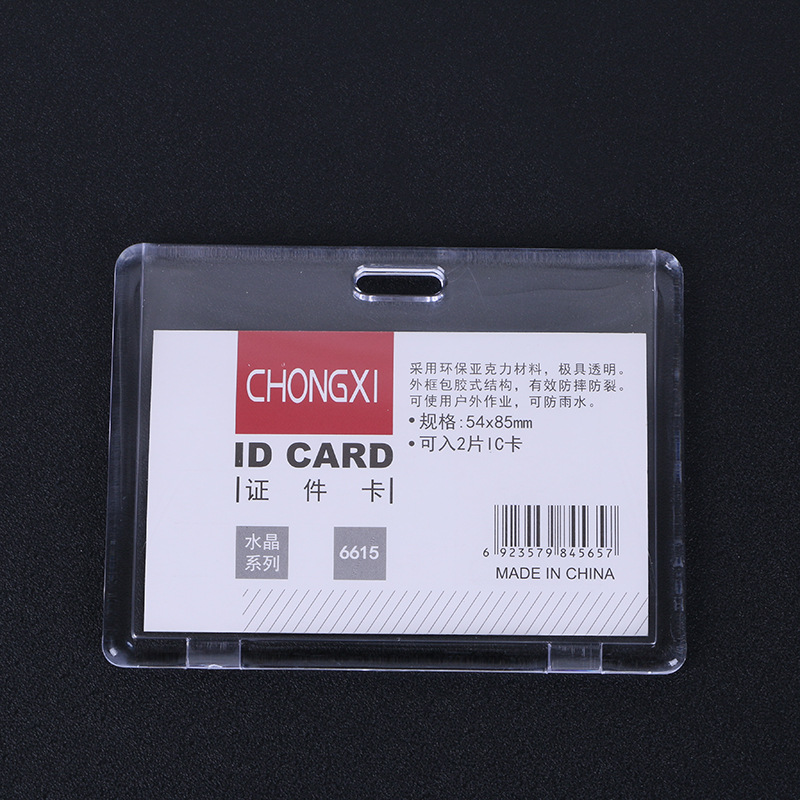 CHONGXI
ID CARD
证 件 卡
水晶
系列
6615
采用环保亚克力材料，极具透明。
外框包胶式结构，有效防摔防裂。
可使用户外作业，可防雨水。
•规格:54x85mm
•可入2片IC卡
6 923579 845657
MADE IN CHINA